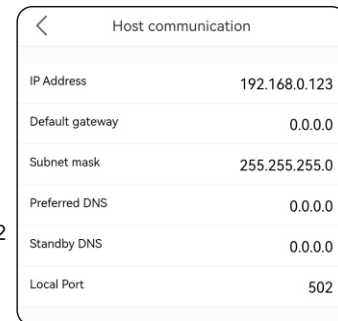 Host communication
IP Address 192.168.0.123
Default gateway 0.0.0.0
Subnet mask 255.255.255.0
Preferred DNS 0.0.0.0
2
Standby DNS 0.0.0.0
Local Port 502